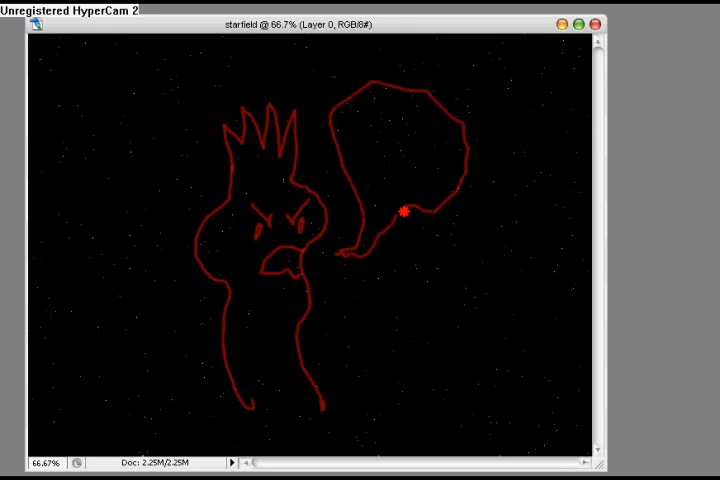 Unregistered HyperCam 2
starfield @ 66.7% (Layer 0, RGB/8#)
66.67%
Doc: 2.25M/2.25M